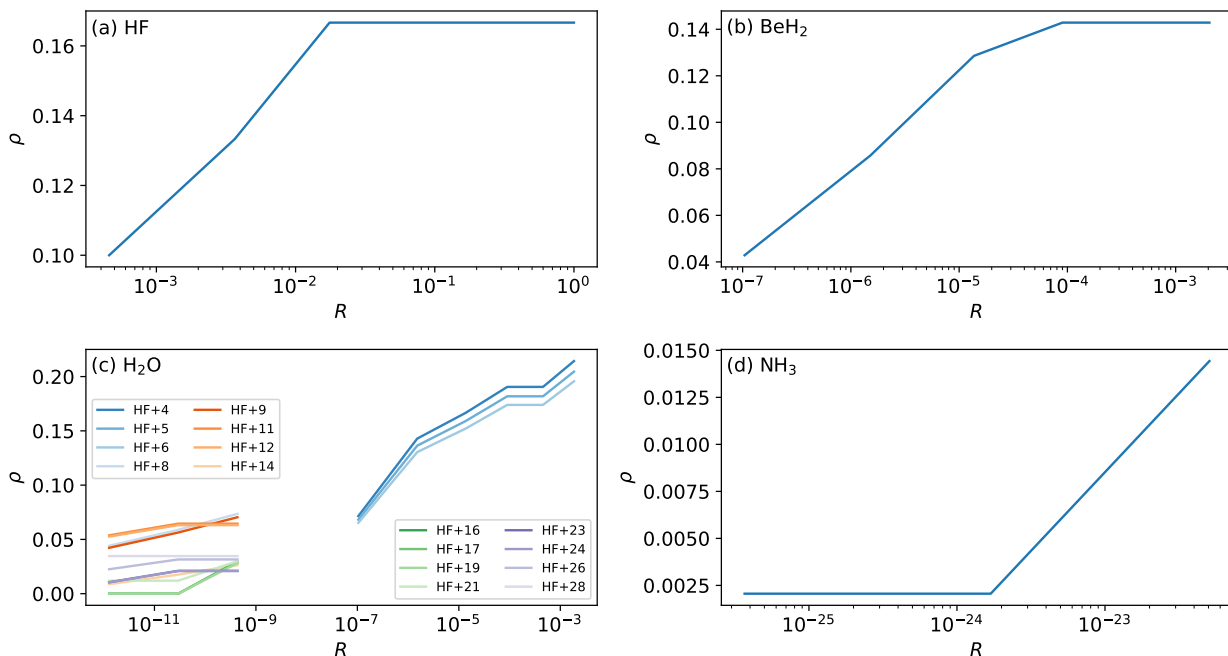 (a) HF
0.16
0.14
0.12
0.10
ρ
10⁻³
10⁻²
10⁻¹
10⁰
R
(b) BeH₂
0.14
0.12
0.10
0.08
0.06
0.04
ρ
10⁻⁷
10⁻⁶
10⁻⁵
10⁻⁴
10⁻³
R
(c) H₂O
0.20
0.15
0.10
0.05
0.00
ρ
HF+4
HF+5
HF+6
HF+8
HF+9
HF+11
HF+12
HF+14
HF+16
HF+17
HF+19
HF+21
HF+23
HF+24
HF+26
HF+28
10⁻¹¹
10⁻⁹
10⁻⁷
10⁻⁵
10⁻³
R
(d) NH₃
0.0150
0.0125
0.0100
0.0075
0.0050
0.0025
ρ
10⁻²⁵
10⁻²⁴
10⁻²³
R